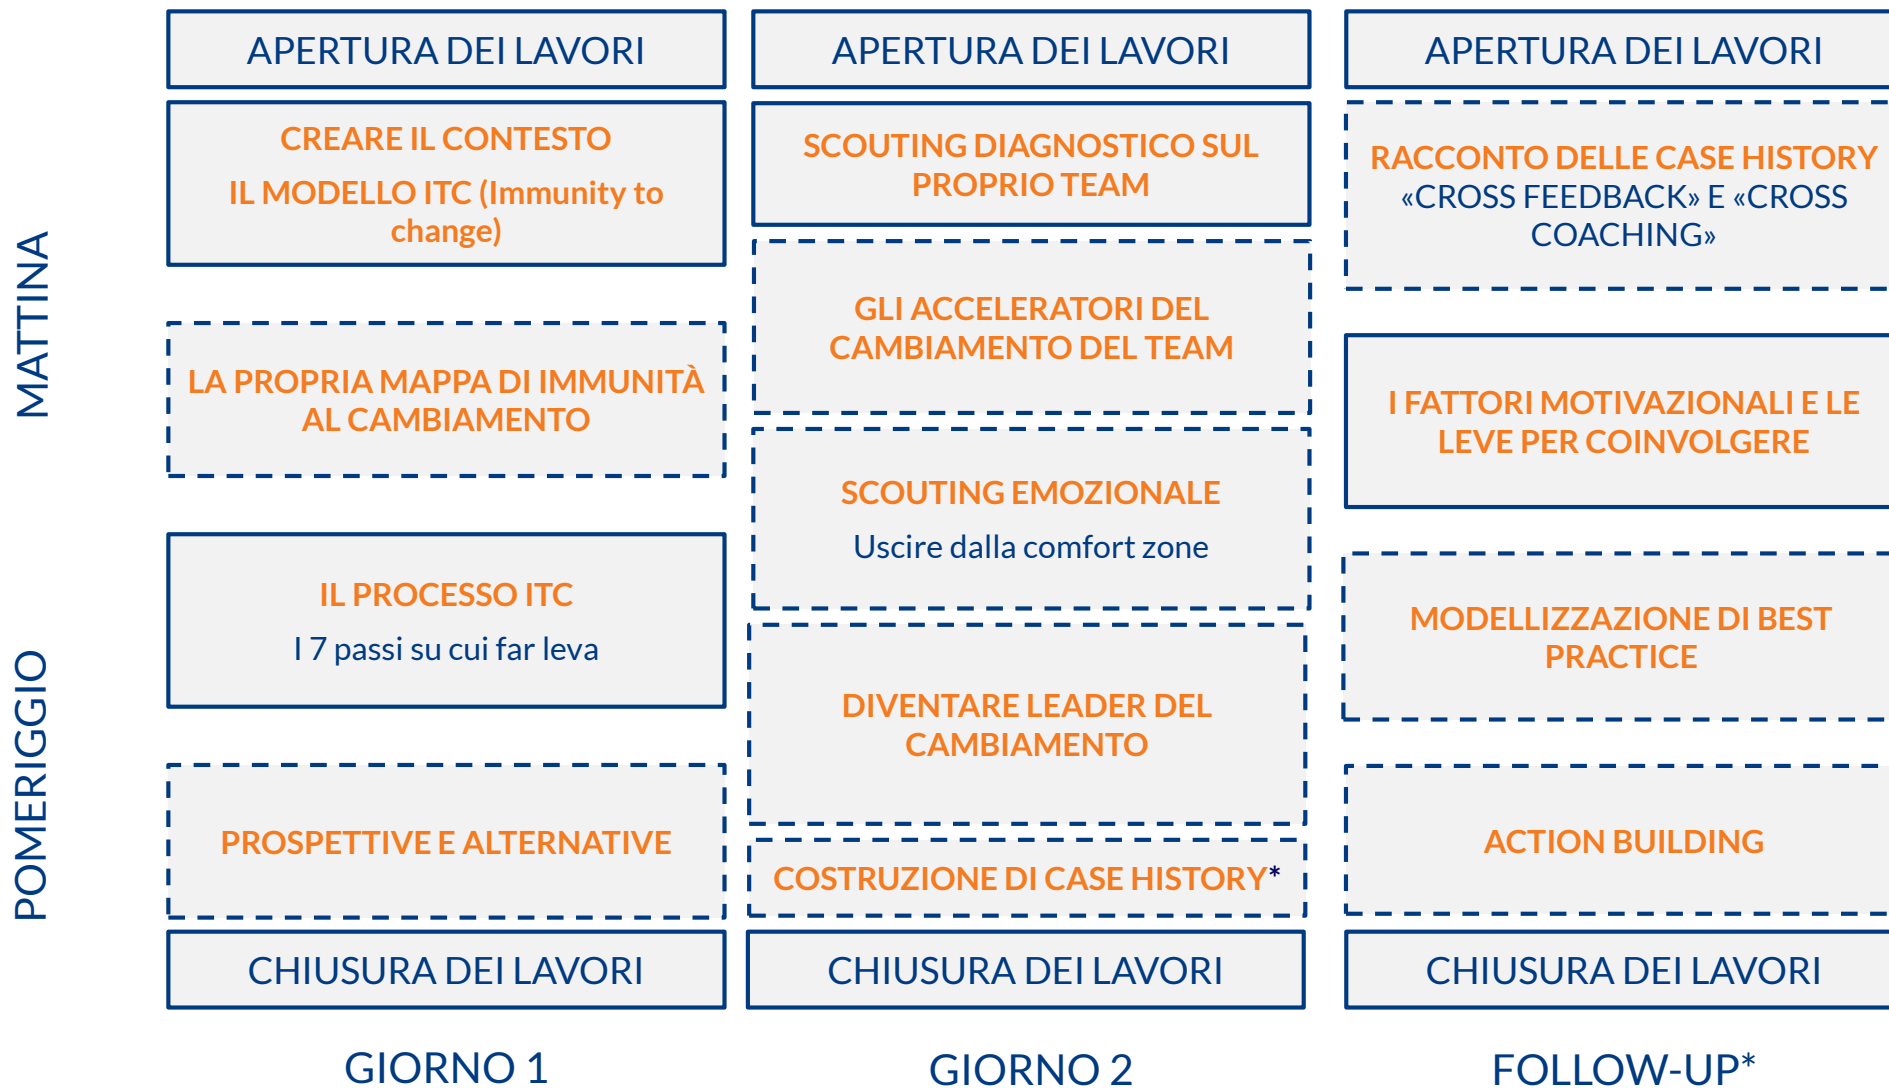 MATTINA
POMERIGGIO
APERTURA DEI LAVORI
CREARE IL CONTESTO
IL MODELLO ITC (Immunity to
change)
LA PROPRIA MAPPA DI IMMUNITÀ
AL CAMBIAMENTO
IL PROCESSO ITC
I 7 passi su cui far leva
PROSPETTIVE E ALTERNATIVE
CHIUSURA DEI LAVORI
GIORNO 1
APERTURA DEI LAVORI
SCOUTING DIAGNOSTICO SUL
PROPRIO TEAM
GLI ACCELERATORI DEL
CAMBIAMENTO DEL TEAM
SCOUTING EMOZIONALE
Uscire dalla comfort zone
DIVENTARE LEADER DEL
CAMBIAMENTO
COSTRUZIONE DI CASE HISTORY*
CHIUSURA DEI LAVORI
GIORNO 2
APERTURA DEI LAVORI
RACCONTO DELLE CASE HISTORY
«CROSS FEEDBACK» E «CROSS
COACHING»
I FATTORI MOTIVAZIONALI E LE
LEVE PER COINVOLGERE
MODELLIZZAZIONE DI BEST
PRACTICE
ACTION BUILDING
CHIUSURA DEI LAVORI
FOLLOW-UP*